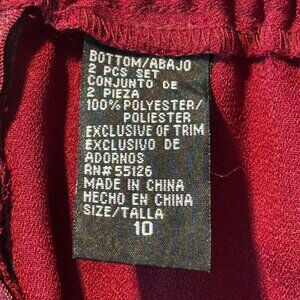 BOTTOM/ABAJO
2 PCS SET
CONJUNTO DE
2 PIEZA
100% POLYESTER/
POLIESTER
EXCLUSIVE OF TRIM
EXCLUSIVO DE
ADORNOS
RN# 55126
MADE IN CHINA
HECHO EN CHINA
SIZE/TALLA
10